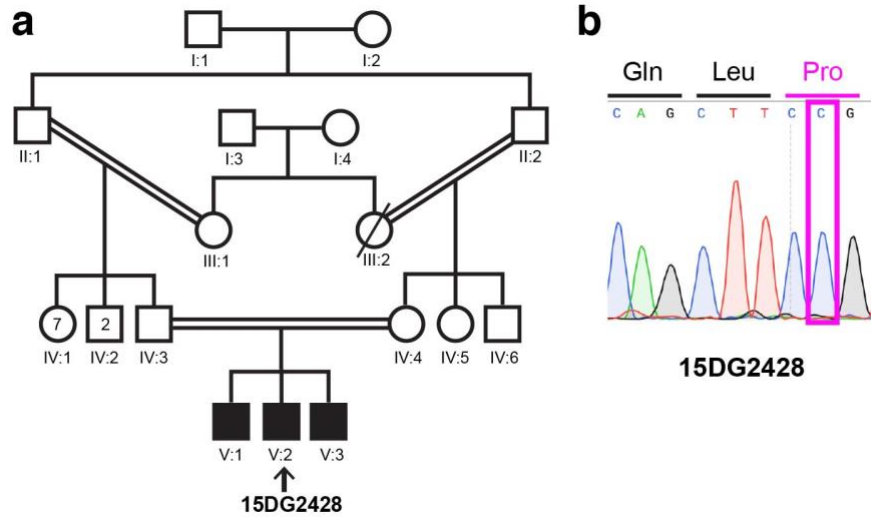 a
I:1 I:2
I:3 I:4
II:1 II:2
III:1 III:2
7 2
IV:1 IV:2 IV:3 IV:4 IV:5 IV:6
V:1 V:2 V:3
15DG2428
b
Gln Leu Pro
C A G C T T C C G
15DG2428